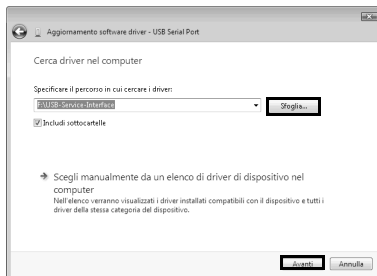 Aggiornamento software driver - USB Serial Port
Cerca driver nel computer
Specificare il percorso in cui cercare i driver:
F:\USB-Service-Interface
Sfoglia...
Includi sottocartelle
Scegli manualmente da un elenco di driver di dispositivo nel
computer
Nell'elenco verranno visualizzati i driver installati compatibili con il dispositivo e tutti i
driver della stessa categoria del dispositivo.
Avanti
Annulla